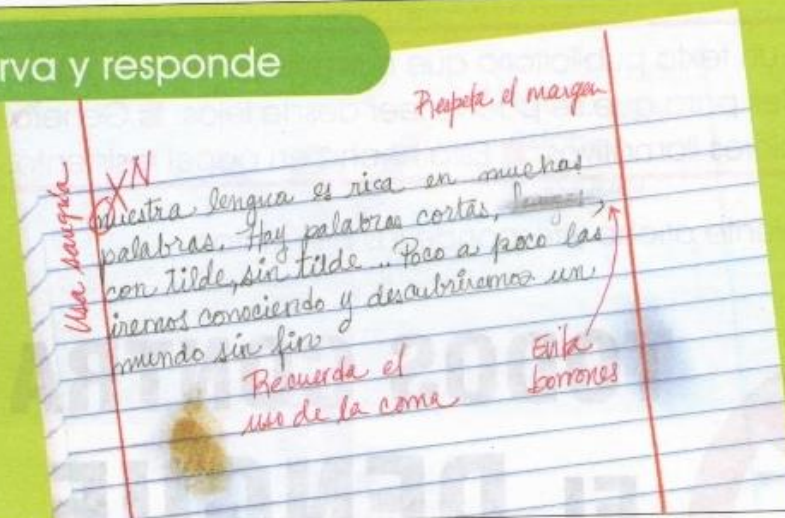 rva y responde
Respeta el margen
Usa sangría
XN
nuestra lengua es rica en muchas
palabras. Hay palabras cortas, largas,
con tilde, sin tilde... Poco a poco las
iremos conociendo y descubriremos un
mundo sin fin
Recuerda el
uso de la coma
Evita
borrones